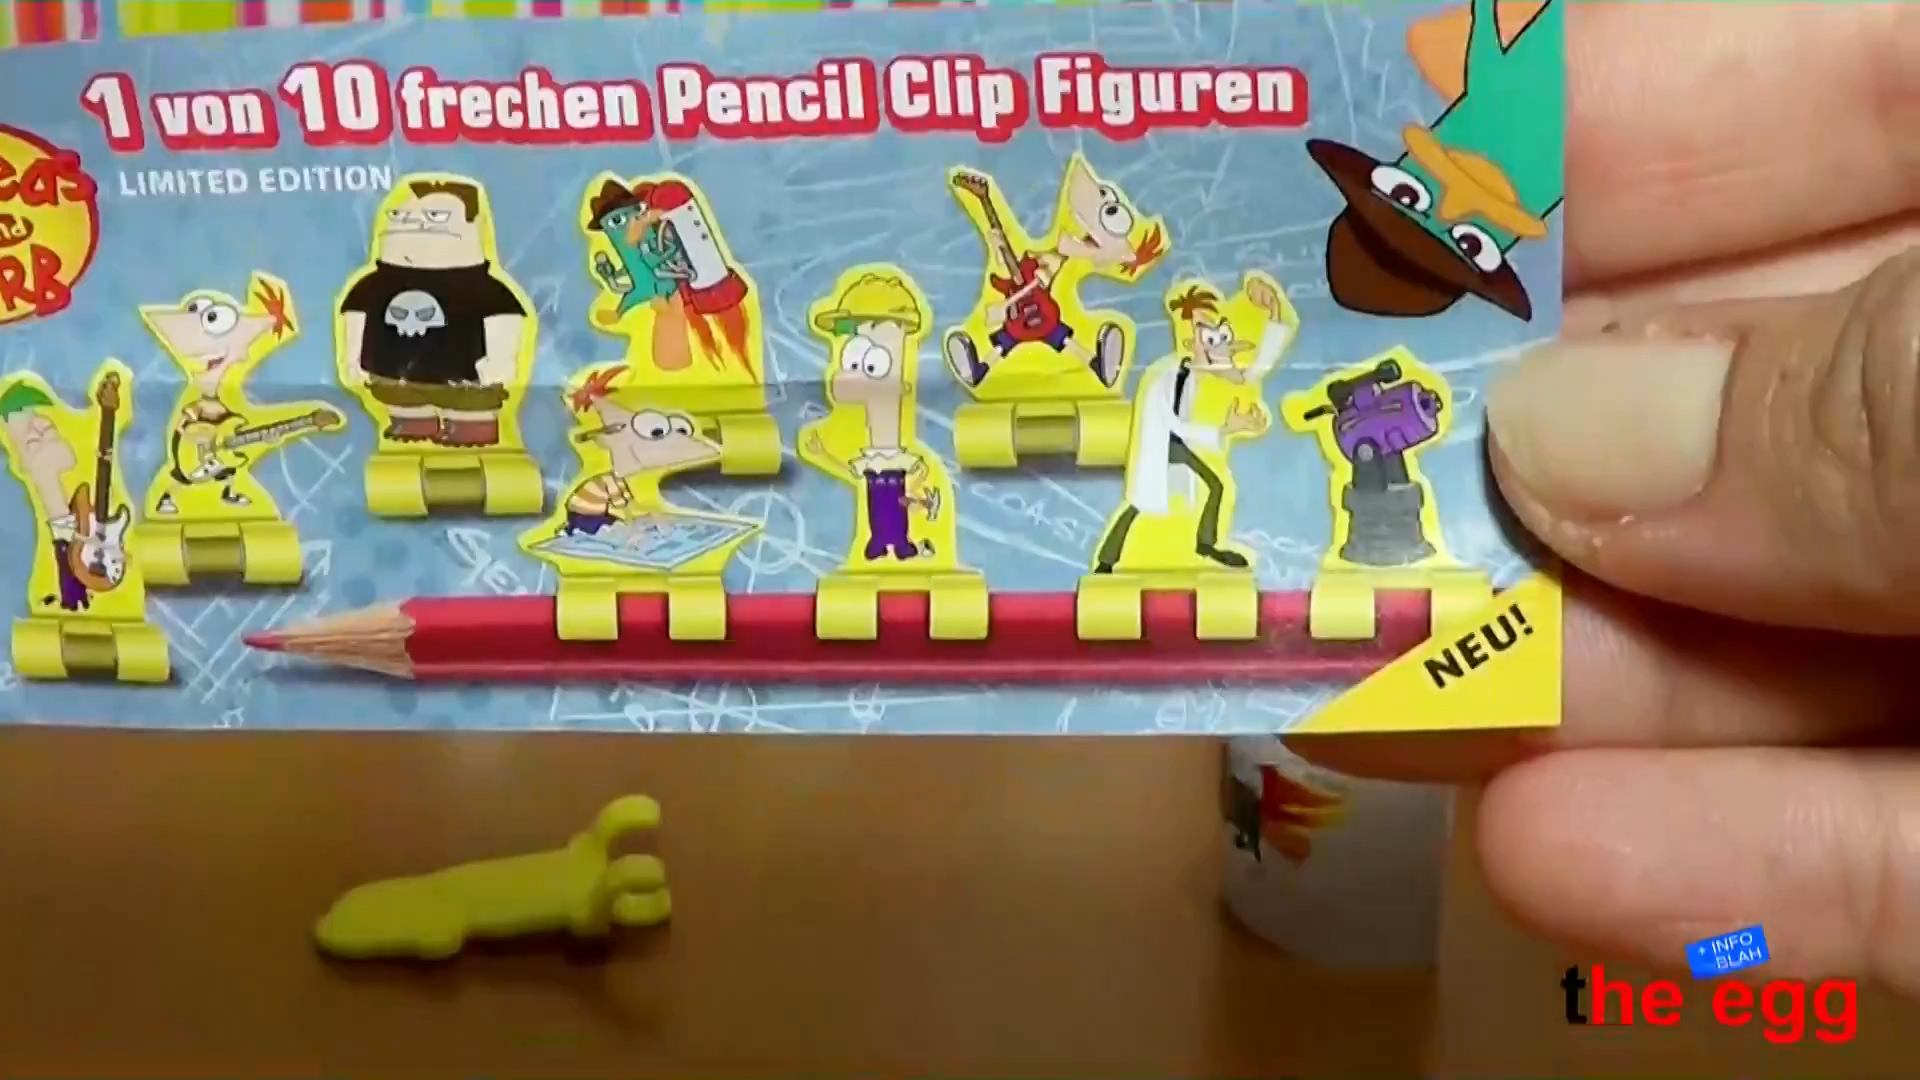 1 von 10 frechen Pencil Clip Figuren
LIMITED EDITION
NEU!
+ INFO
BLAH
the egg